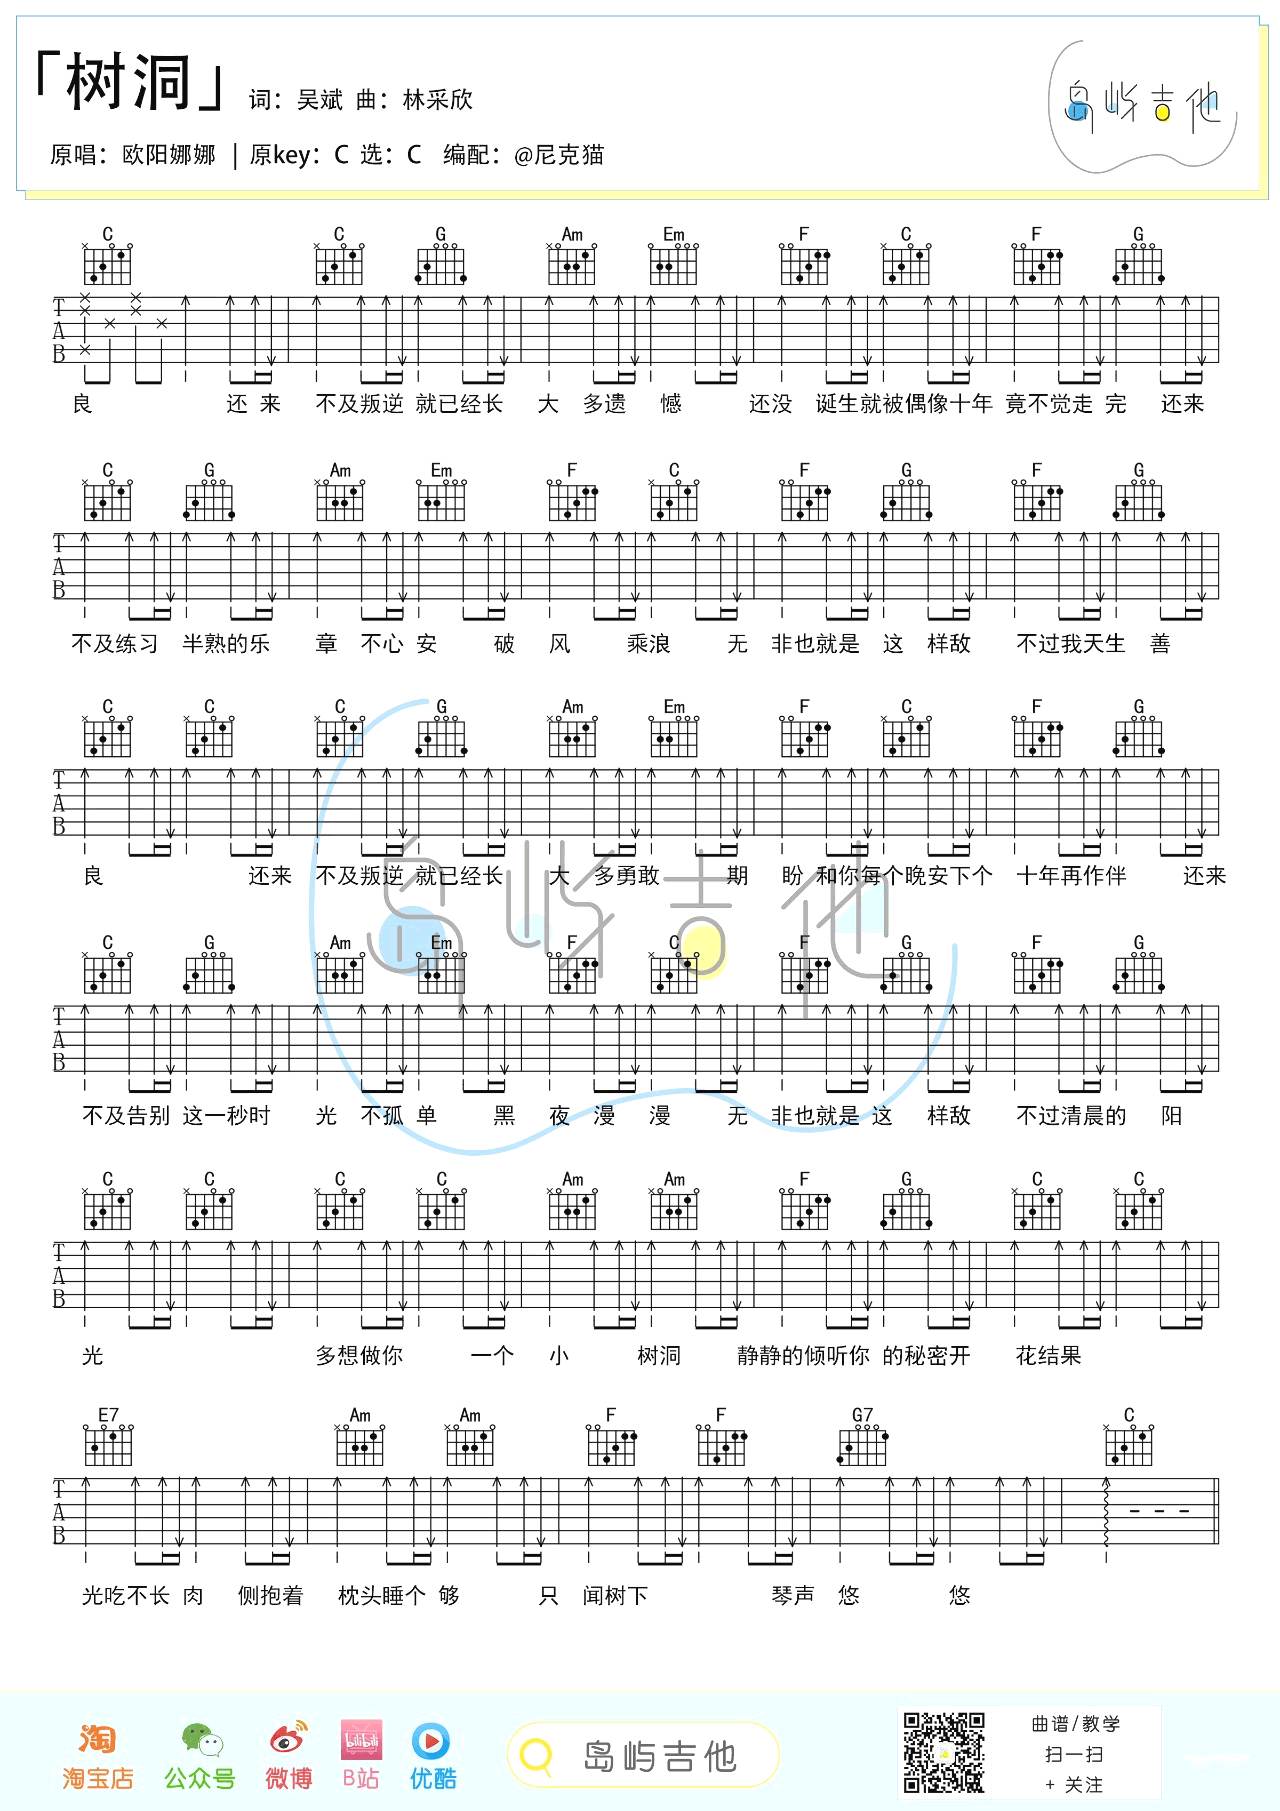 「树洞」 词：吴斌 曲：林采欣
岛屿吉他
原唱：欧阳娜娜 | 原key：C 选：C 编配：@尼克猫
C C G Am Em F C F G
T
A
B
良 还 来 不及叛逆 就已经长 大 多遗 憾 还没 诞生就被偶像十年 竟不觉走 完 还来
C G Am Em F C F G F G
T
A
B
不及练习 半熟的乐 章 不心 安 破 风 乘浪 无 非也就是 这 样敌 不过我天生 善
C C C G Am Em F C F G
T
A
B
良 还来 不及叛逆 就已经长 大 多勇敢 期 盼 和你每个晚安下个 十年再作伴 还来
岛屿吉他
C G Am Em F C F G F G
T
A
B
不及告别 这一秒时 光 不孤 单 黑 夜 漫 漫 无 非也就是 这 样敌 不过清晨的 阳
C C C C Am Am F G C C
T
A
B
光 多想做你 一个 小 树洞 静静的倾听你 的秘密开 花结果
E7 Am Am F F G7 C
T
A
B
光吃不长 肉 侧抱着 枕头睡个 够 只 闻树下 琴声 悠 悠
淘
bilibili
淘宝店 公众号 微博 B站 优酷
岛屿吉他
曲谱/教学
扫一扫
+ 关注